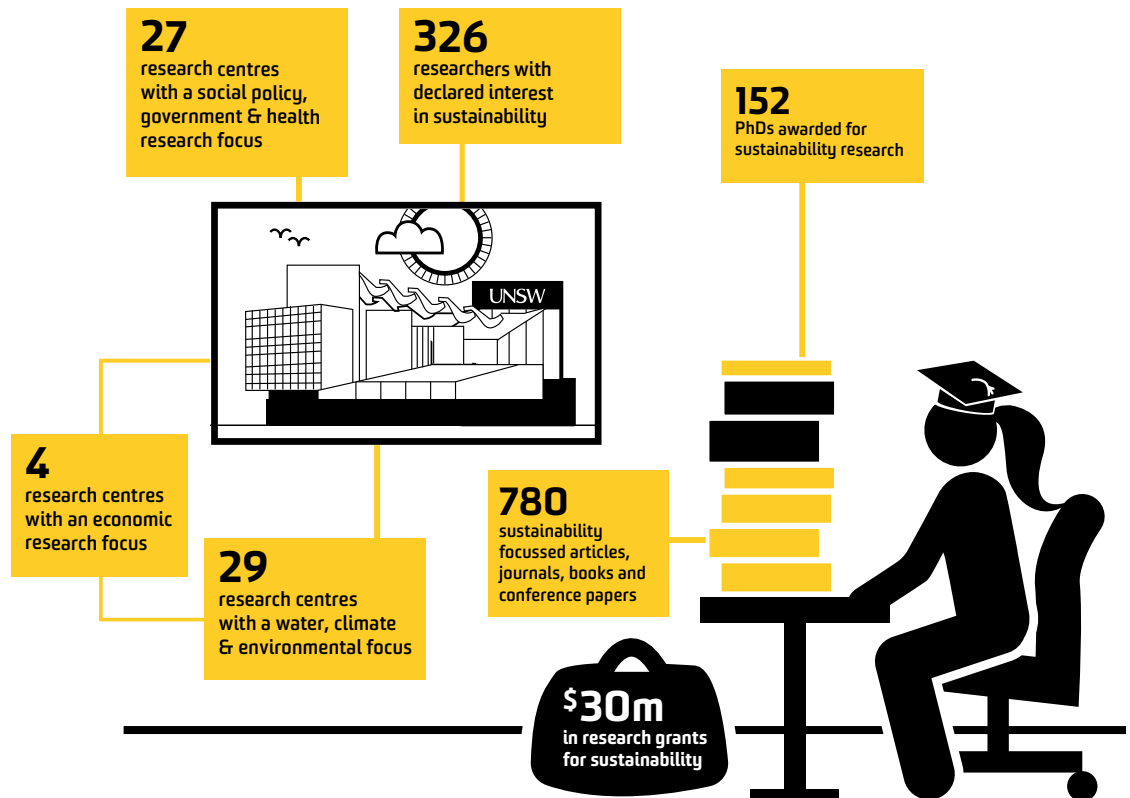 27
research centres
with a social policy,
government & health
research focus
326
researchers with
declared interest
in sustainability
152
PhDs awarded for
sustainability research
UNSW
4
research centres
with an economic
research focus
29
research centres
with a water, climate
& environmental focus
780
sustainability
focussed articles,
journals, books and
conference papers
$30m
in research grants
for sustainability